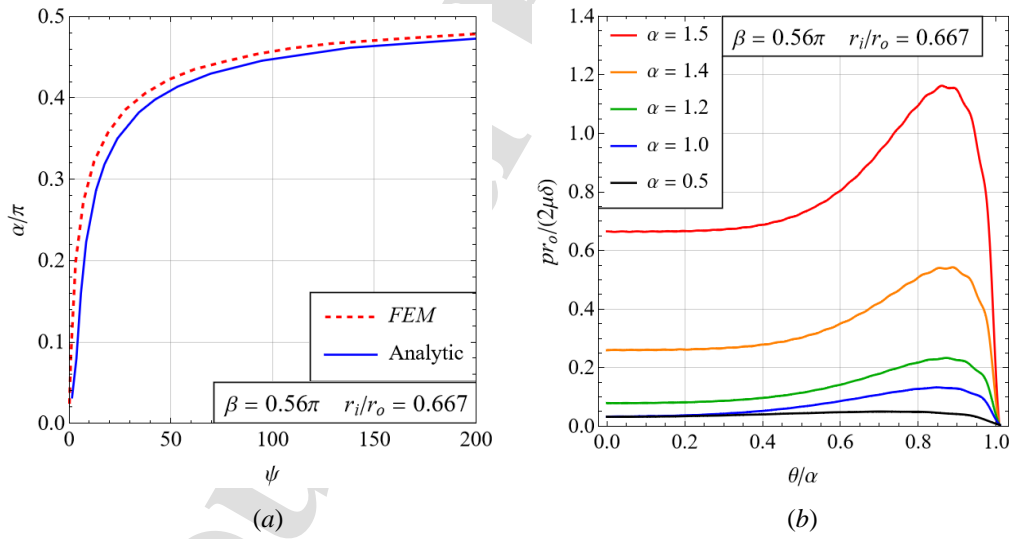 0.5
0.4
0.3
0.2
0.1
0.0
α/π
0
50
100
150
200
ψ
FEM
Analytic
β = 0.56π r_i/r_o = 0.667
(a)
1.4
1.2
1.0
0.8
0.6
0.4
0.2
0.0
pr_o/(2μδ)
α = 1.5
α = 1.4
α = 1.2
α = 1.0
α = 0.5
β = 0.56π r_i/r_o = 0.667
0.0
0.2
0.4
0.6
0.8
1.0
θ/α
(b)